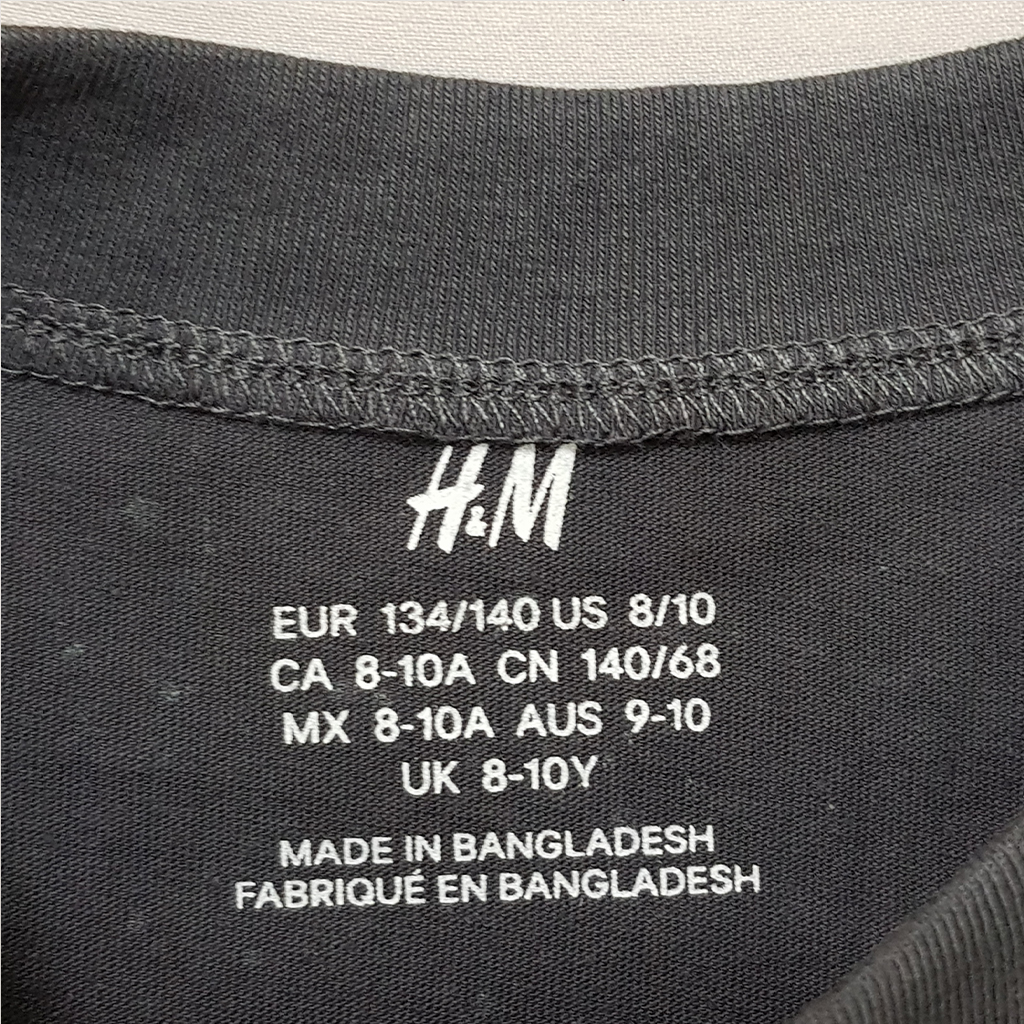 H&M
EUR 134/140 US 8/10
CA 8-10A CN 140/68
MX 8-10A AUS 9-10
UK 8-10Y
MADE IN BANGLADESH
FABRIQUÉ EN BANGLADESH